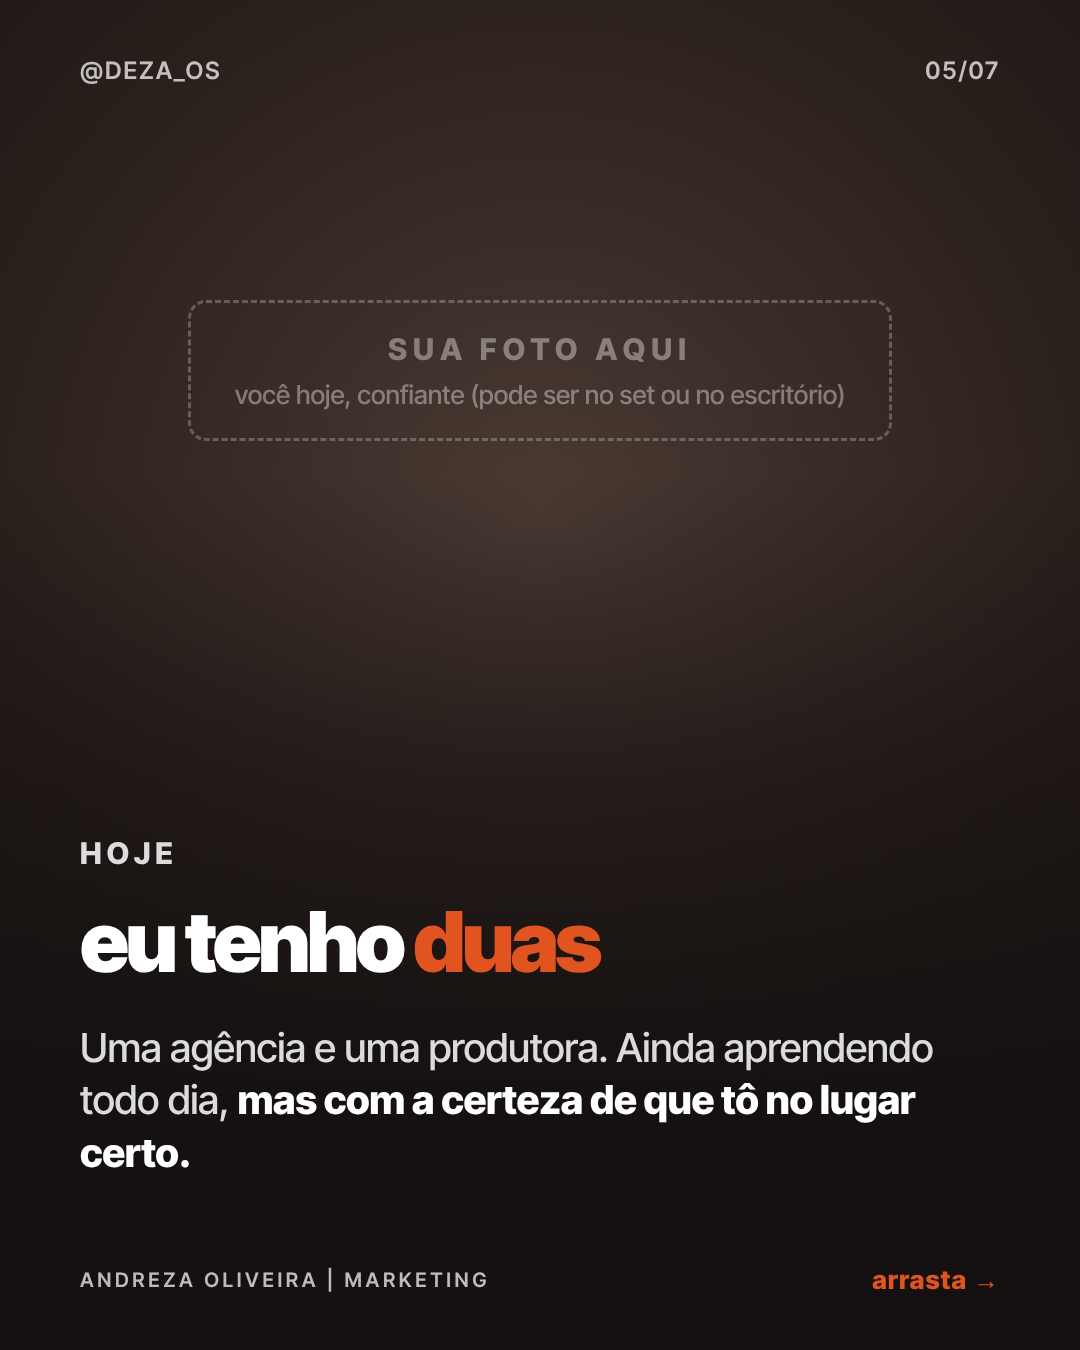 @DEZA_OS
05/07
SUA FOTO AQUI
você hoje, confiante (pode ser no set ou no escritório)
HOJE
eu tenho duas
Uma agência e uma produtora. Ainda aprendendo
todo dia, mas com a certeza de que tô no lugar
certo.
ANDREZA OLIVEIRA | MARKETING
arrasta →